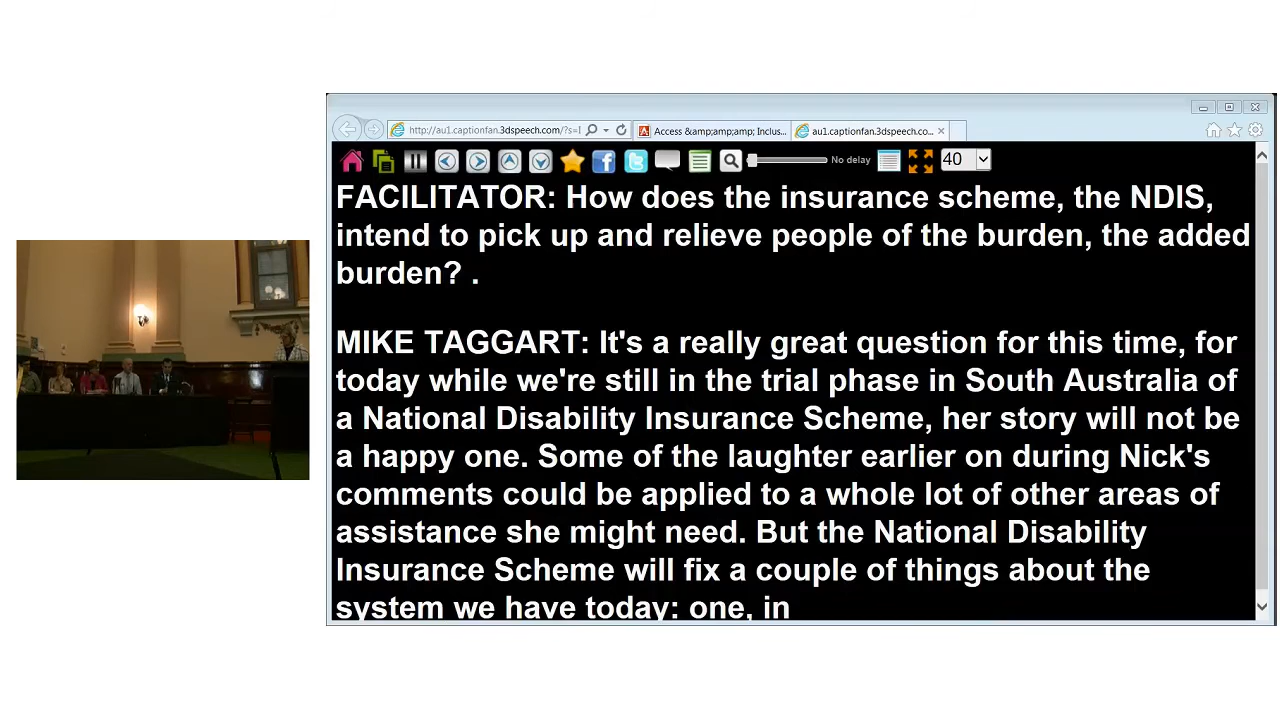 http://au1.captionfan.3dspeech.com/?s=I
Access &amp;amp;amp; Inclus...
au1.captionfan.3dspeech.co...
No delay
40
FACILITATOR: How does the insurance scheme, the NDIS,
intend to pick up and relieve people of the burden, the added
burden? .
MIKE TAGGART: It's a really great question for this time, for
today while we're still in the trial phase in South Australia of
a National Disability Insurance Scheme, her story will not be
a happy one. Some of the laughter earlier on during Nick's
comments could be applied to a whole lot of other areas of
assistance she might need. But the National Disability
Insurance Scheme will fix a couple of things about the
system we have today: one, in